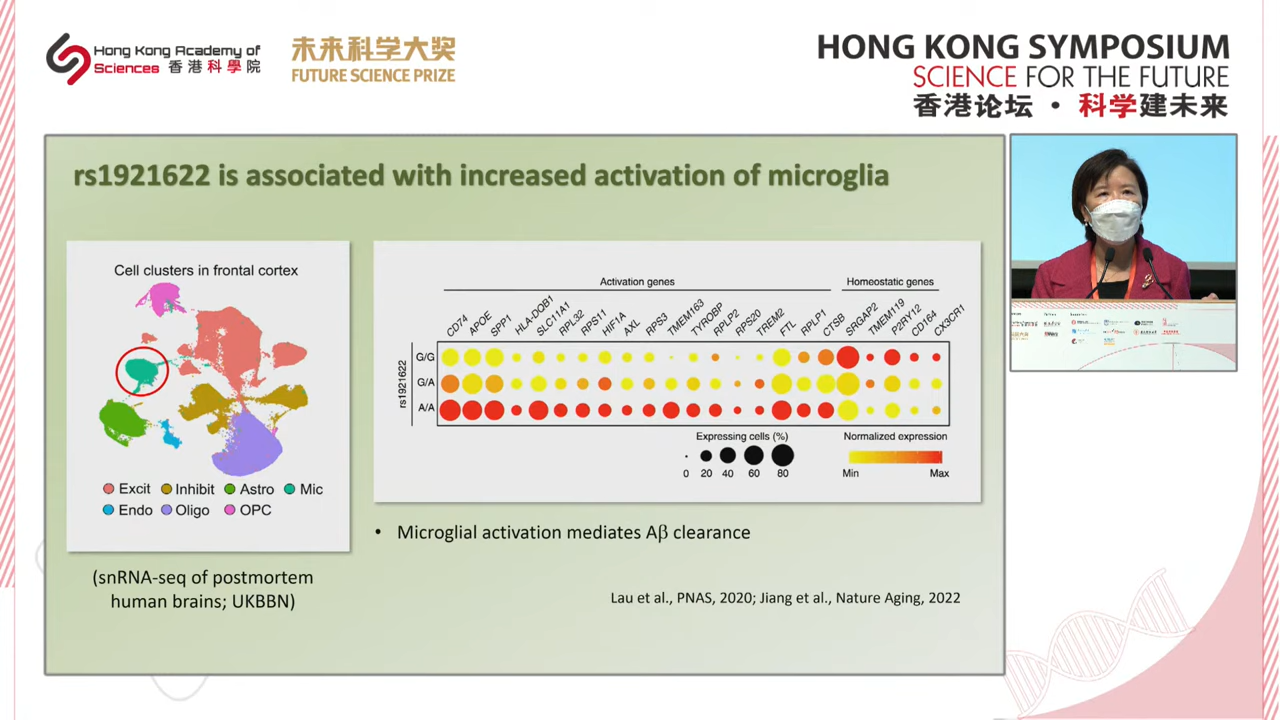 Hong Kong Academy of
Sciences 香港科學院
未来科学大奖
FUTURE SCIENCE PRIZE
HONG KONG SYMPOSIUM
SCIENCE FOR THE FUTURE
香港论坛 · 科学建未来
rs1921622 is associated with increased activation of microglia
Cell clusters in frontal cortex
Excit Inhibit Astro Mic
Endo Oligo OPC
(snRNA-seq of postmortem
human brains; UKBBN)
Activation genes Homeostatic genes
CD74 APOE SPP1 HLA-DQB1 SLC11A1 RPL32 RPS11 HIF1A AXL RPS3 TMEM163 TYROBP RPLP2 RPS20 TREM2 FTL RPLP1 CTSB SRGAP2 TMEM119 P2RY12 CD164 CX3CR1
rs1921622
G/G
G/A
A/A
Expressing cells (%) Normalized expression
0 20 40 60 80 Min Max
• Microglial activation mediates Aβ clearance
Lau et al., PNAS, 2020; Jiang et al., Nature Aging, 2022